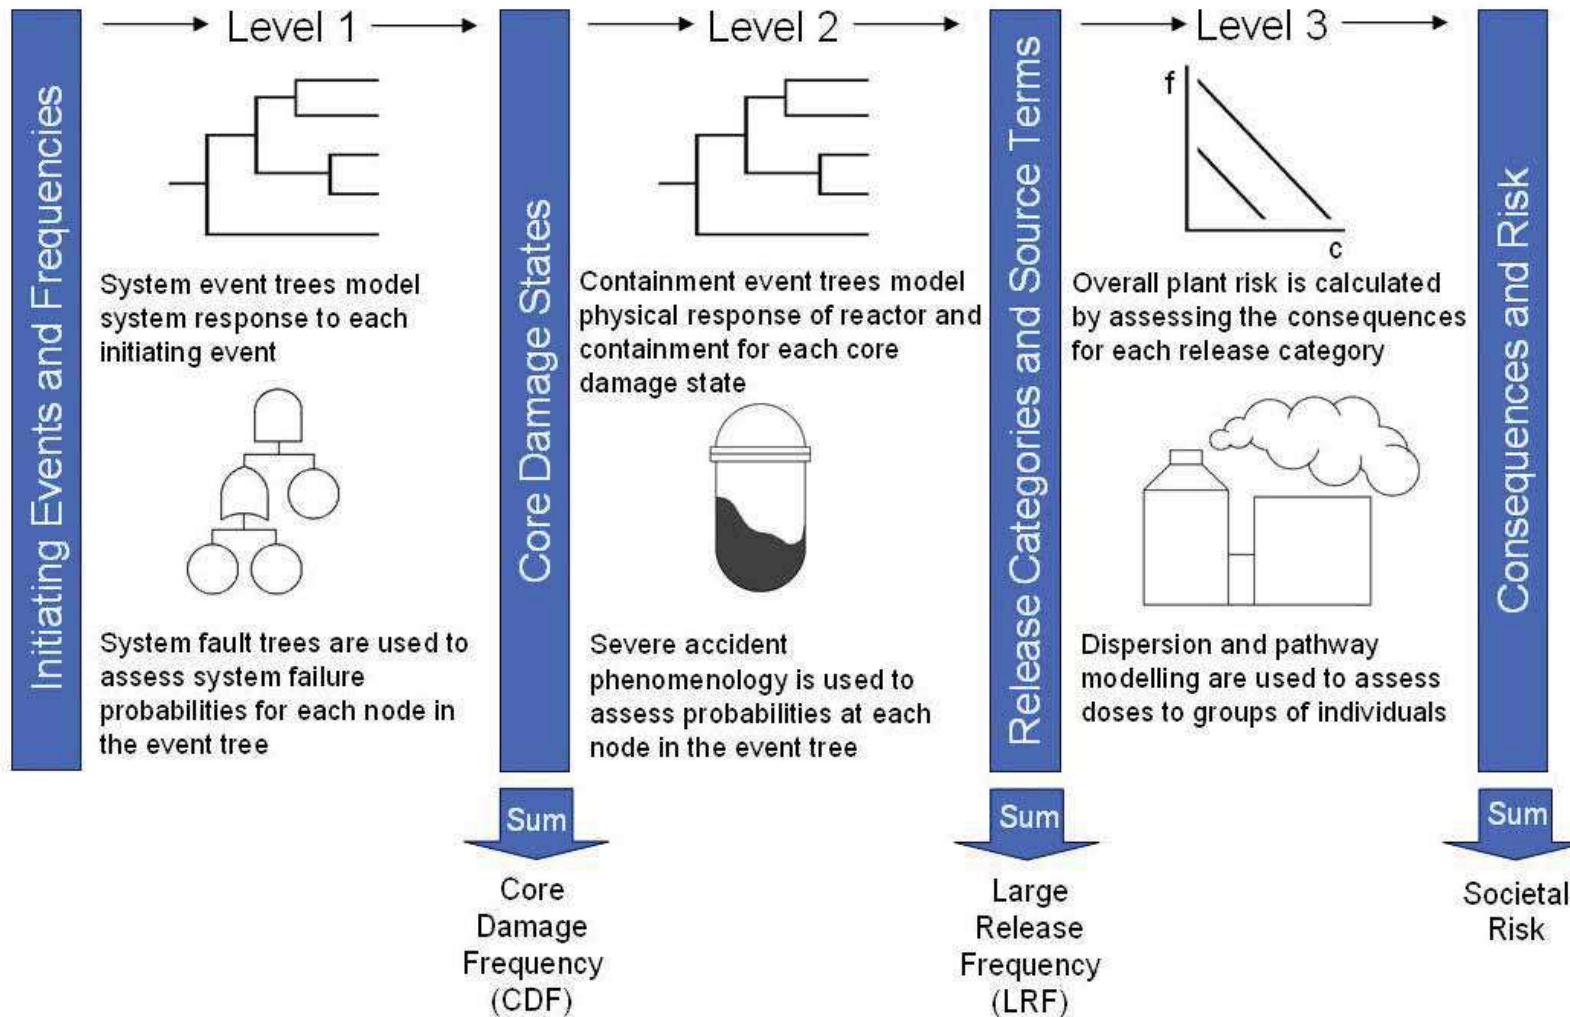 Initiating Events and Frequencies
Level 1
System event trees model
system response to each
initiating event
System fault trees are used to
assess system failure
probabilities for each node in
the event tree
Core Damage States
Sum
Core
Damage
Frequency
(CDF)
Level 2
Containment event trees model
physical response of reactor and
containment for each core
damage state
Severe accident
phenomenology is used to
assess probabilities at each
node in the event tree
Release Categories and Source Terms
Sum
Large
Release
Frequency
(LRF)
Level 3
f
c
Overall plant risk is calculated
by assessing the consequences
for each release category
Dispersion and pathway
modelling are used to assess
doses to groups of individuals
Consequences and Risk
Sum
Societal
Risk